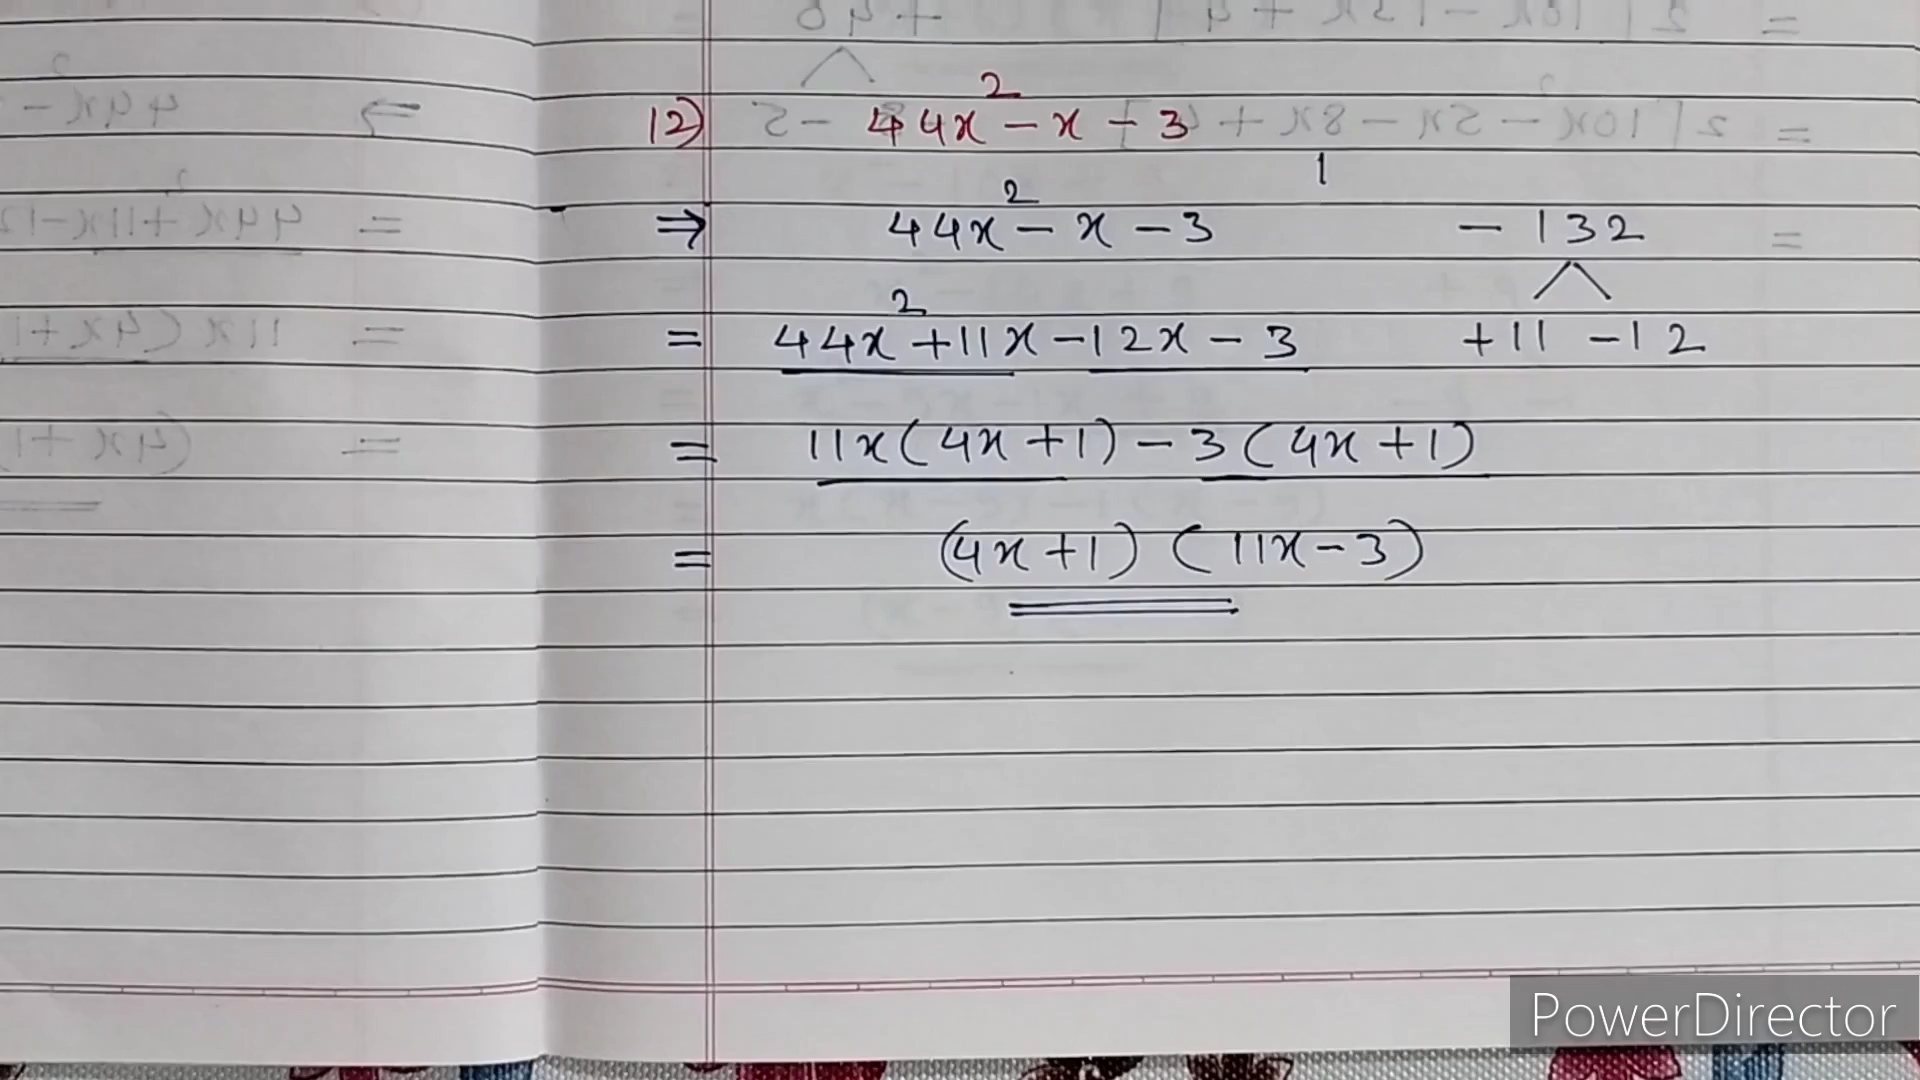 12) 44x² - x - 3
⇒ 44x² - x - 3    - 132
= 44x² + 11x - 12x - 3    +11 -12
= 11x(4x + 1) - 3(4x + 1)
= (4x + 1) (11x - 3)
PowerDirector